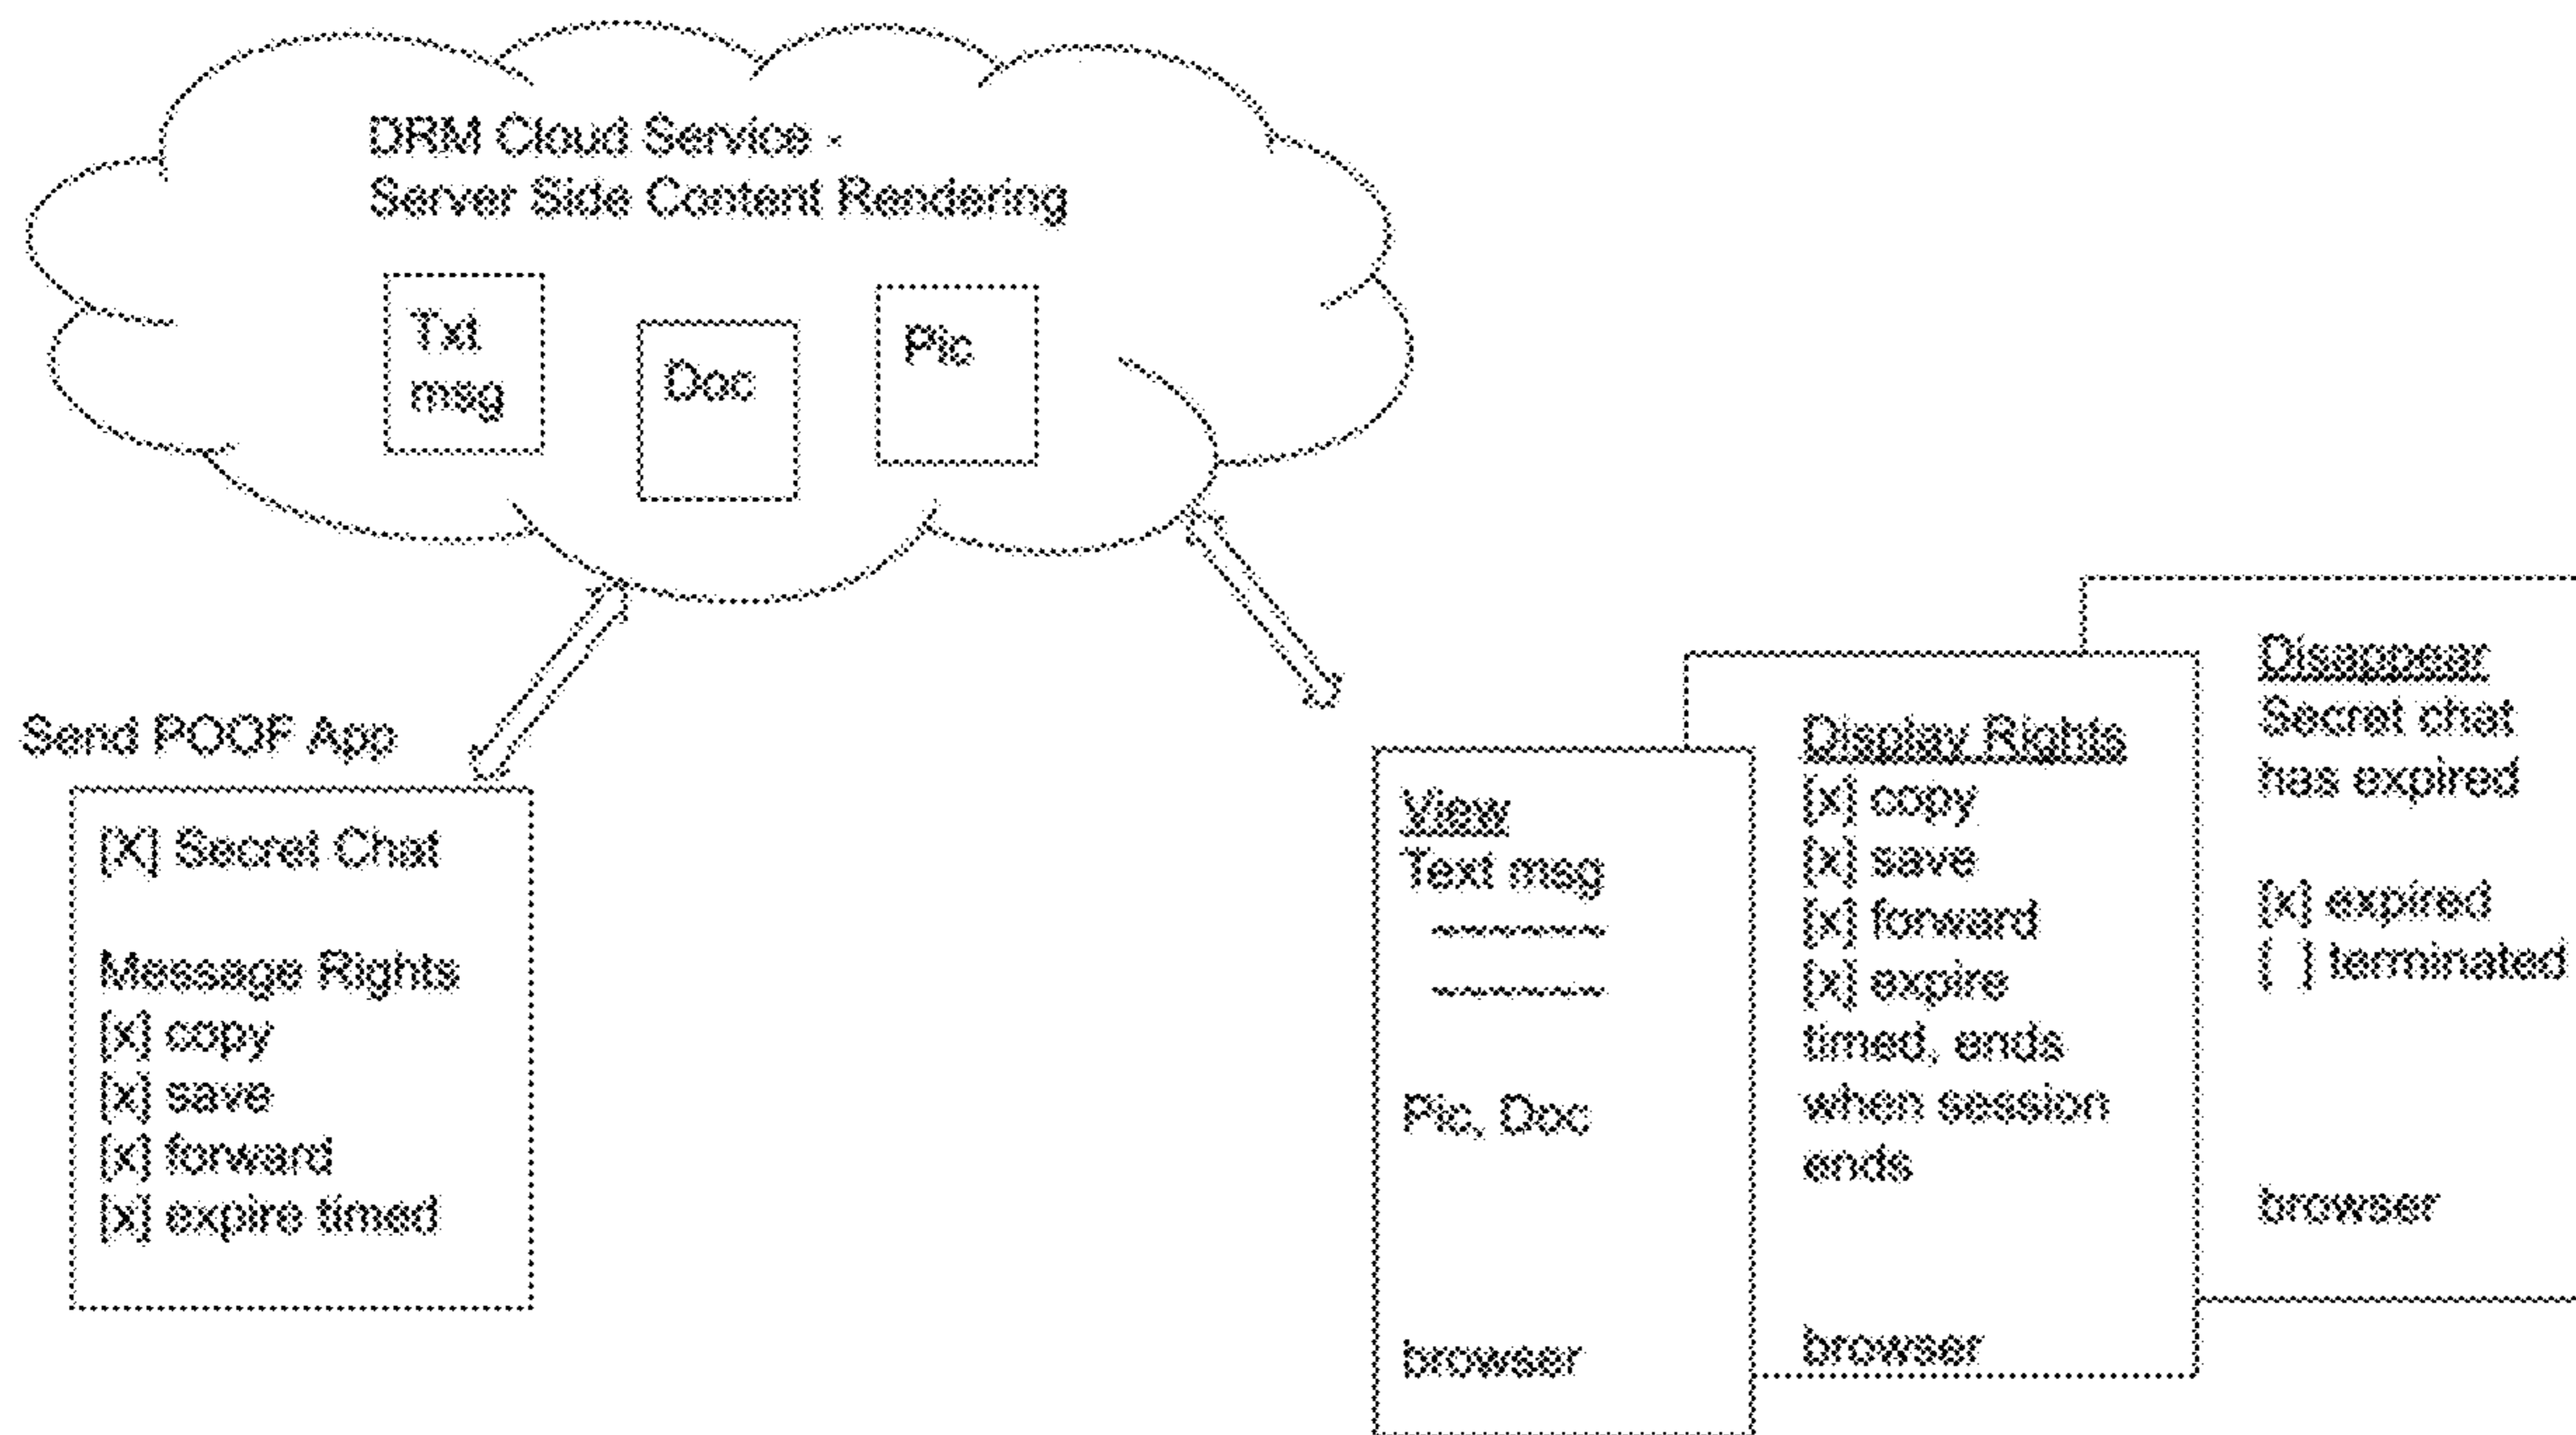 DRM Cloud Service -
Server Side Content Rendering
Txt
msg
Doc
Pic
Send POOF App
[X] Secret Chat
Message Rights
[x] copy
[x] save
[x] forward
[x] expire timed
View
Text msg
Pic, Doc
browser
Display Rights
[x] copy
[x] save
[x] forward
[x] expire
timed, ends
when session
ends
browser
Disappear
Secret chat
has expired
[x] expired
[ ] terminated
browser